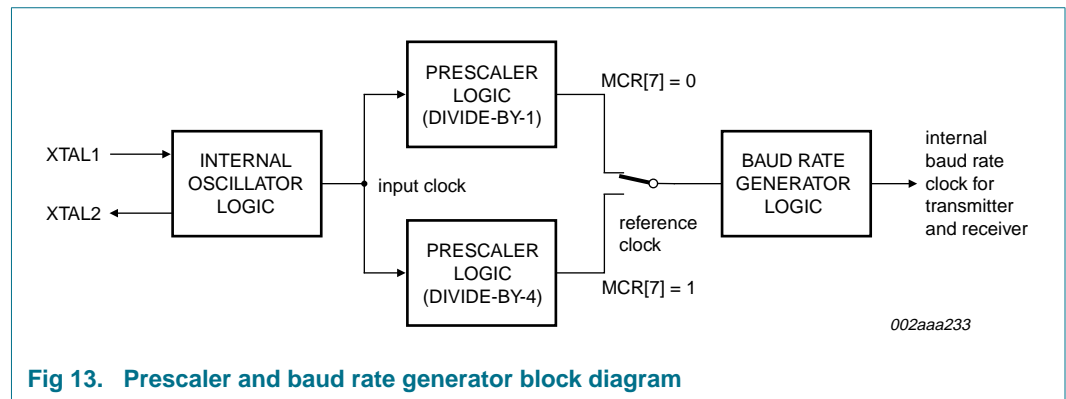 PRESCALER
LOGIC
(DIVIDE-BY-1)
MCR[7] = 0
XTAL1
XTAL2
INTERNAL
OSCILLATOR
LOGIC
input clock
BAUD RATE
GENERATOR
LOGIC
internal
baud rate
clock for
transmitter
and receiver
reference
clock
PRESCALER
LOGIC
(DIVIDE-BY-4)
MCR[7] = 1
002aaa233
Fig 13. Prescaler and baud rate generator block diagram